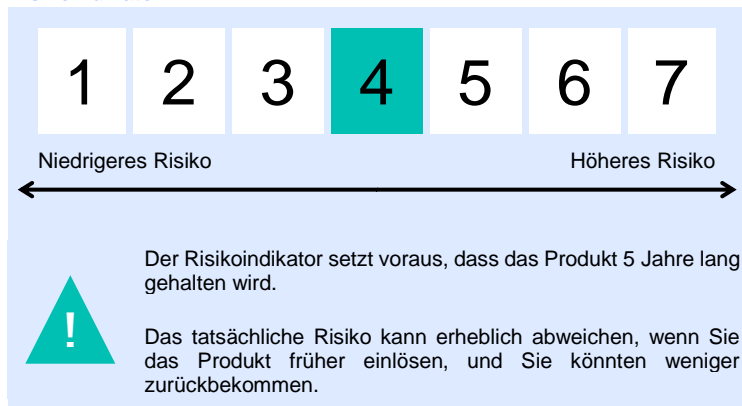 1 2 3 4 5 6 7
Niedrigeres Risiko Höheres Risiko
!
Der Risikoindikator setzt voraus, dass das Produkt 5 Jahre lang
gehalten wird.
Das tatsächliche Risiko kann erheblich abweichen, wenn Sie
das Produkt früher einlösen, und Sie könnten weniger
zurückbekommen.